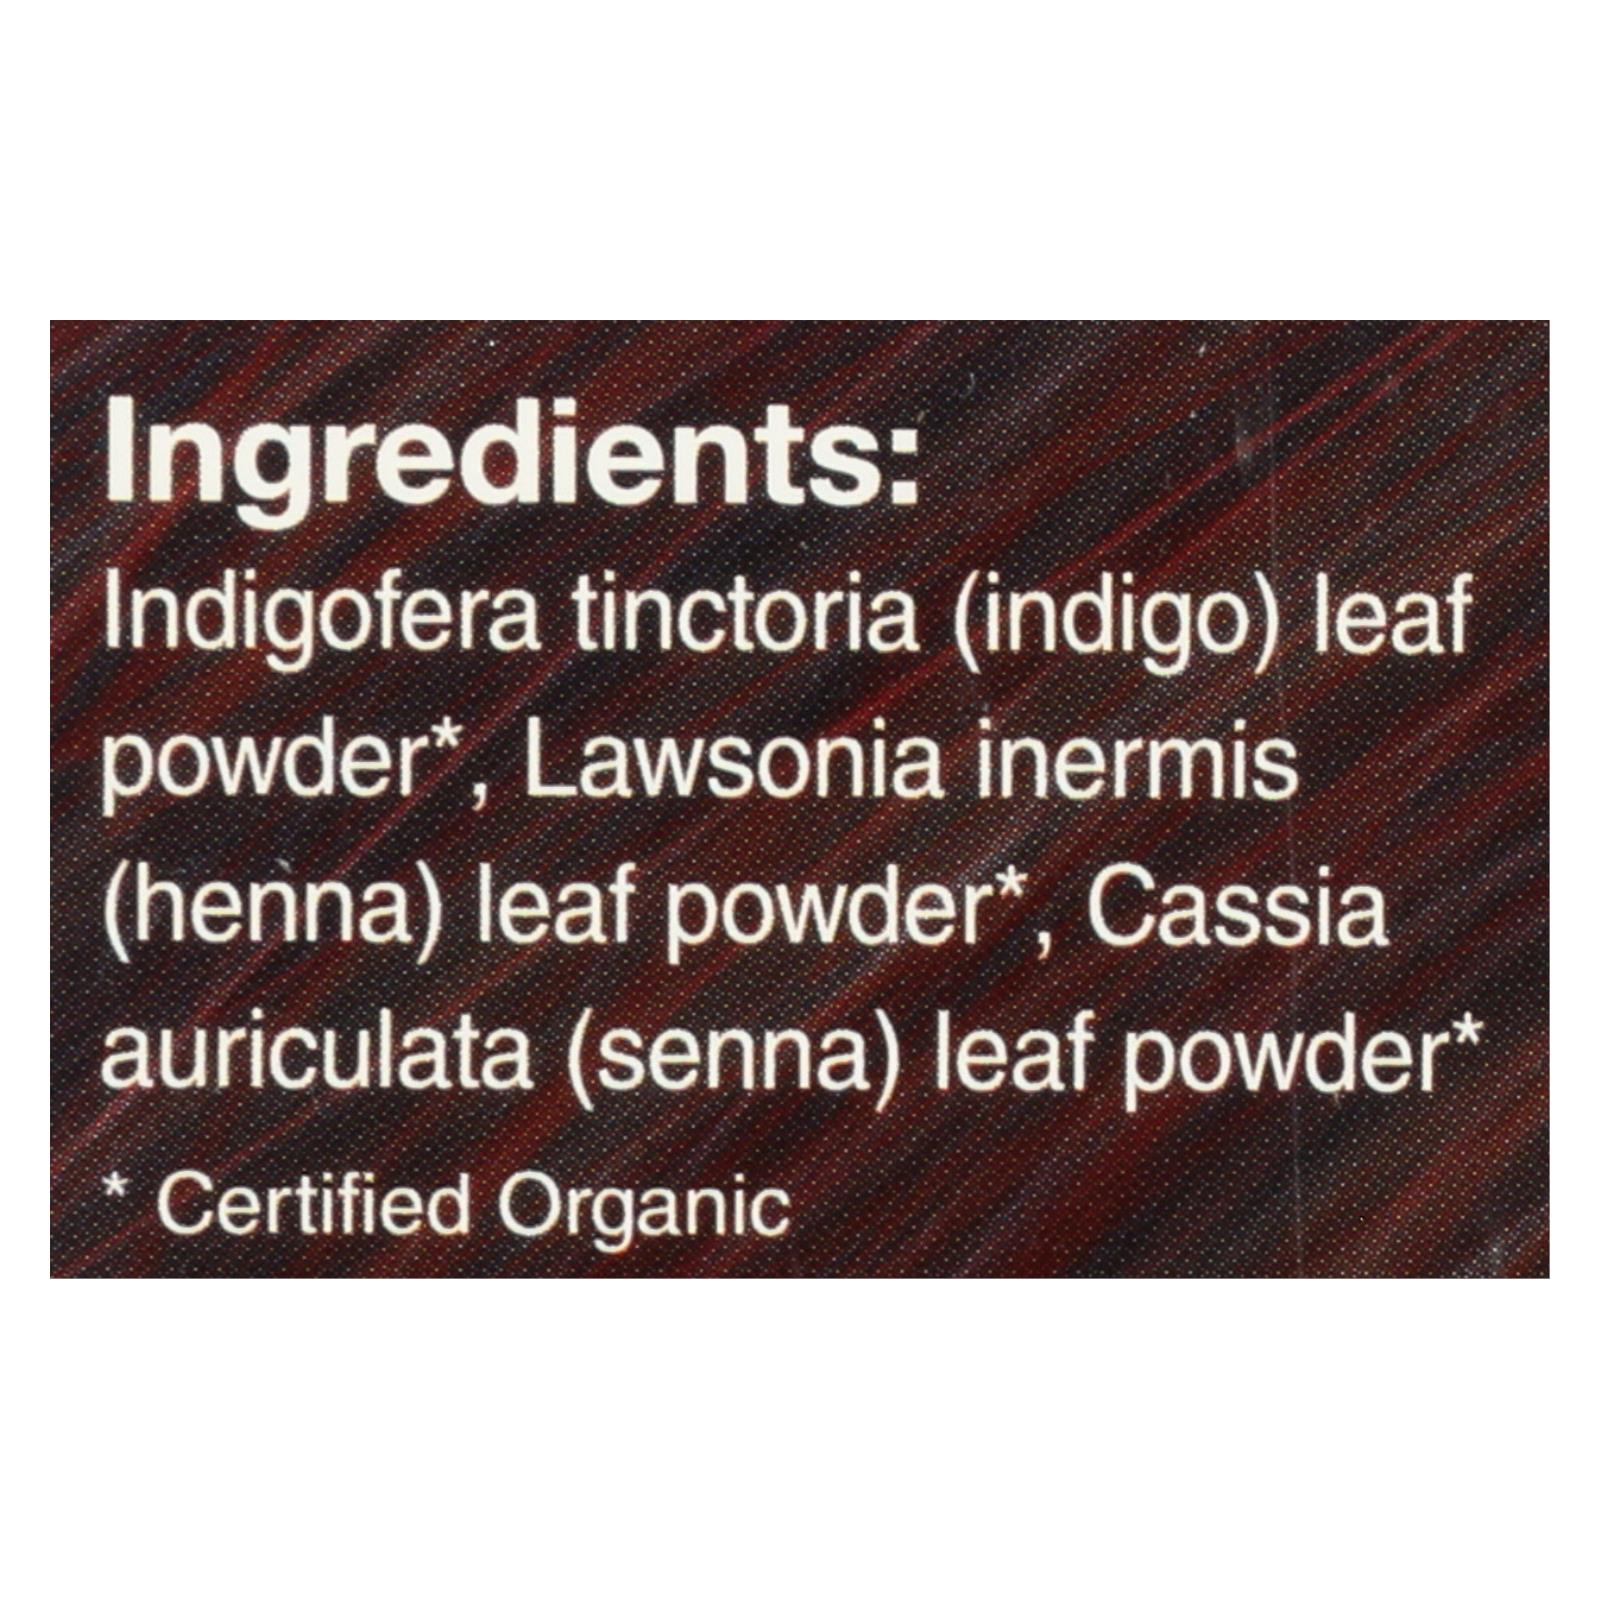 Ingredients:
Indigofera tinctoria (indigo) leaf
powder*, Lawsonia inermis
(henna) leaf powder*, Cassia
auriculata (senna) leaf powder*
* Certified Organic